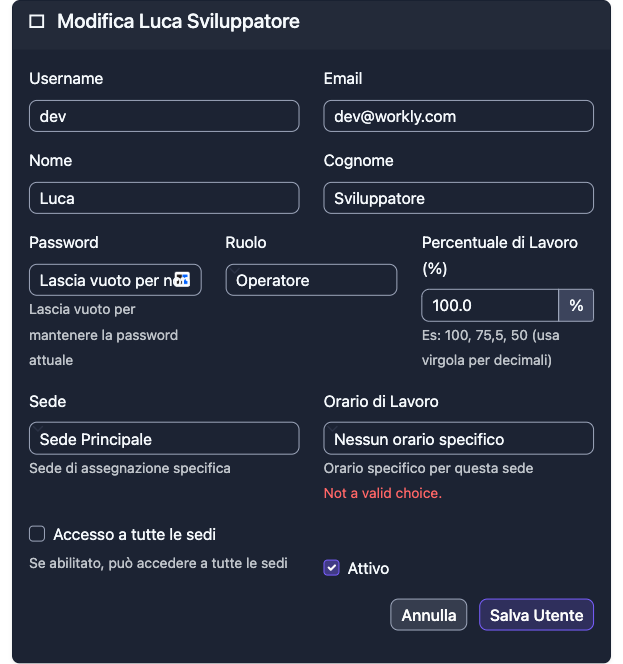 Modifica Luca Sviluppatore
Username
Email
dev
dev@workly.com
Nome
Cognome
Luca
Sviluppatore
Password
Ruolo
Percentuale di Lavoro
(%)
Lascia vuoto per
Operatore
100.0
%
Lascia vuoto per
mantenere la password
attuale
Es: 100, 75,5, 50 (usa
virgola per decimali)
Sede
Orario di Lavoro
Sede Principale
Nessun orario specifico
Sede di assegnazione specifica
Orario specifico per questa sede
Not a valid choice.
Accesso a tutte le sedi
Se abilitato, può accedere a tutte le sedi
Attivo
Annulla
Salva Utente